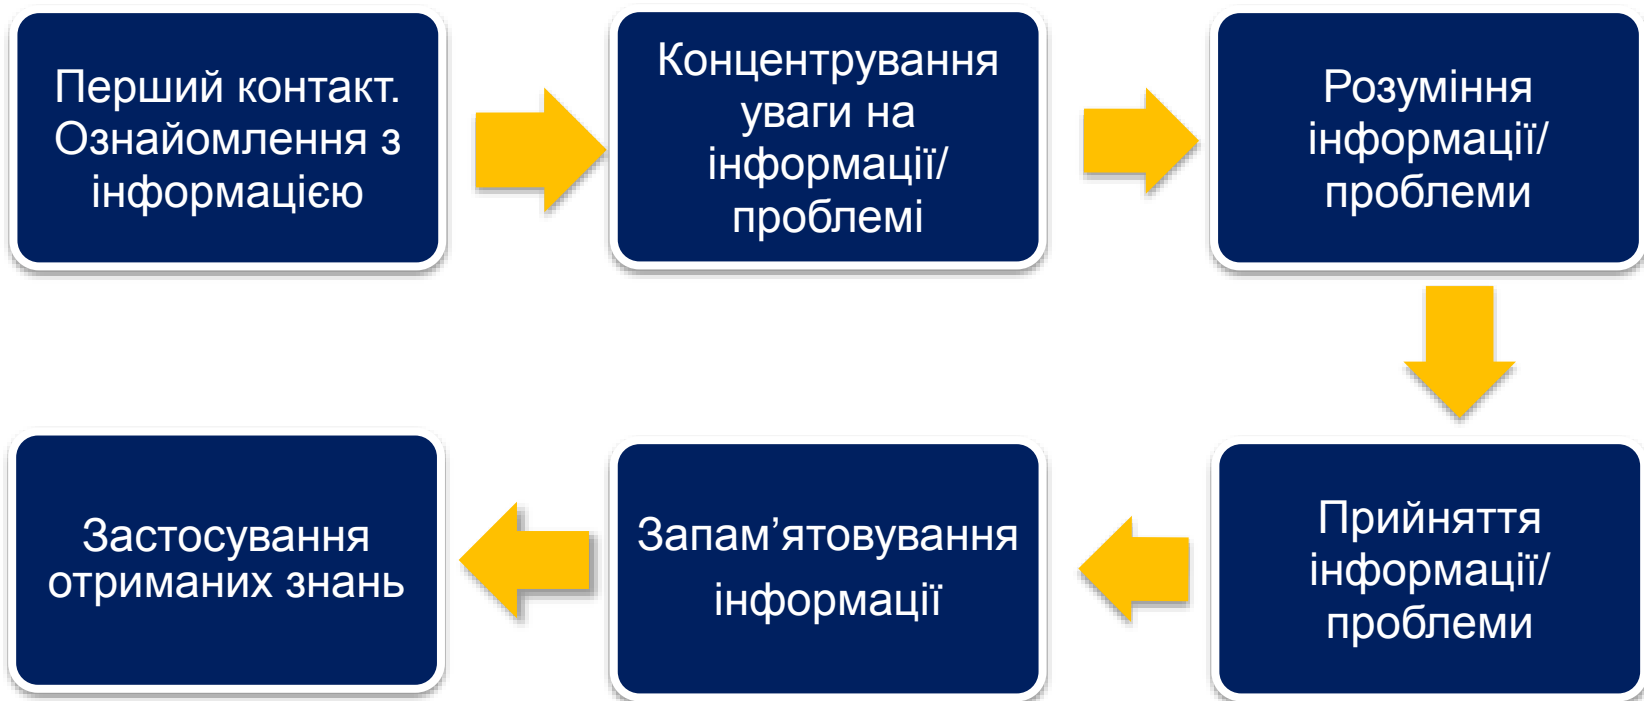 Перший контакт.
Ознайомлення з
інформацією
Концентрування
уваги на
інформації/
проблемі
Розуміння
інформації/
проблеми
Прийняття
інформації/
проблеми
Запам’ятовування
інформації
Застосування
отриманих знань